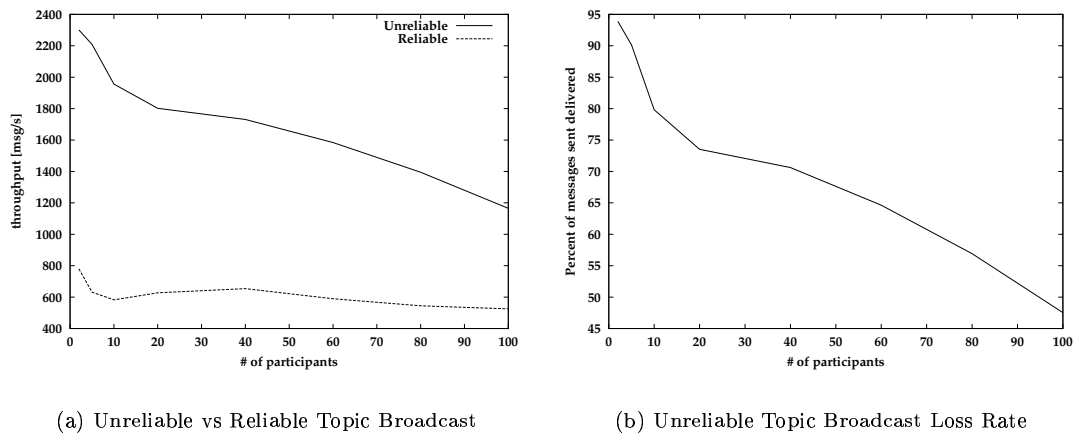 2400
2200
2000
1800
1600
1400
1200
1000
800
600
400
throughput [msg/s]
Unreliable
Reliable
0 10 20 30 40 50 60 70 80 90 100
# of participants
(a) Unreliable vs Reliable Topic Broadcast
95
90
85
80
75
70
65
60
55
50
45
Percent of messages sent delivered
0 10 20 30 40 50 60 70 80 90 100
# of participants
(b) Unreliable Topic Broadcast Loss Rate